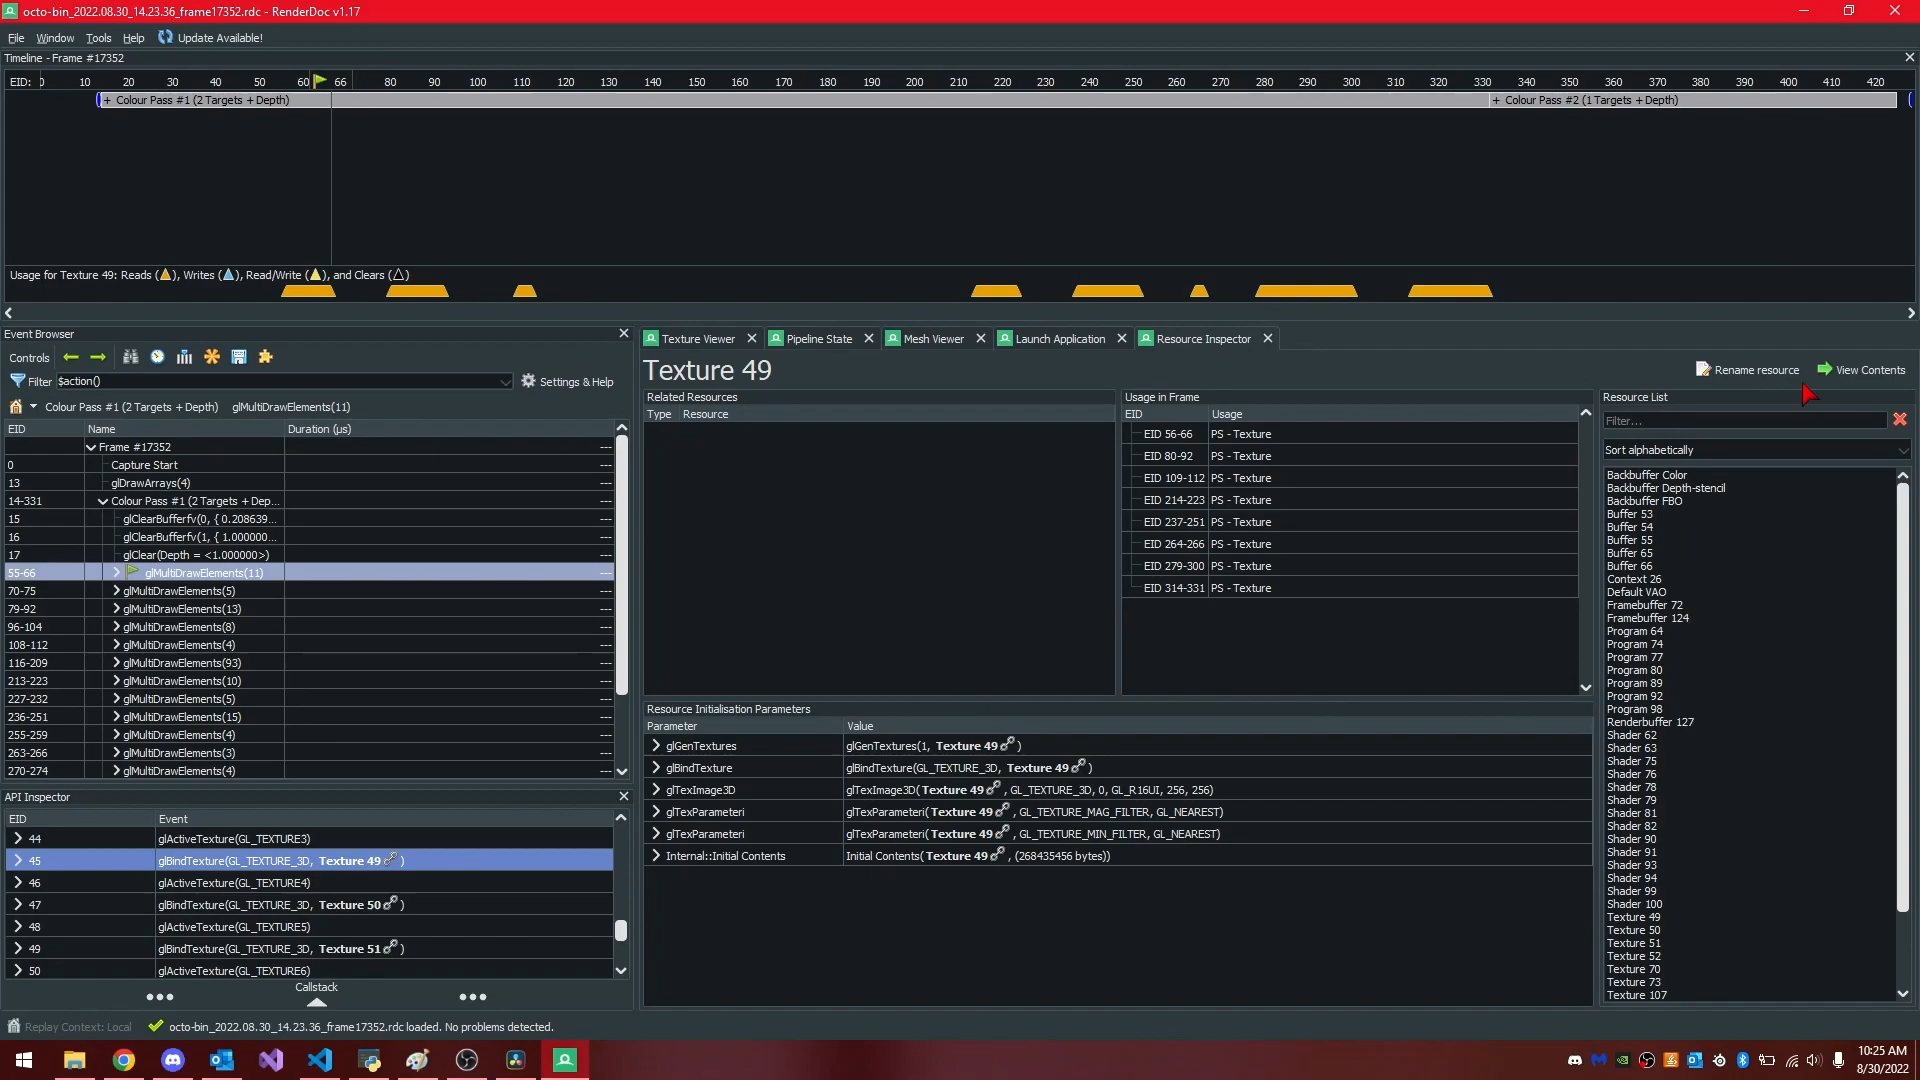 octo-bin_2022.08.30_14.23.36_frame17352.rdc - RenderDoc v1.17
File Window Tools Help Update Available!
Timeline - Frame #17352
EID: 0 10 20 30 40 50 60 66 80 90 100 110 120 130 140 150 160 170 180 190 200 210 220 230 240 250 260 270 280 290 300 310 320 330 340 350 360 370 380 390 400 410 420
+ Colour Pass #1 (2 Targets + Depth) + Colour Pass #2 (1 Targets + Depth)
Usage for Texture 49: Reads ( ), Writes ( ), Read/Write ( ), and Clears ( )
Event Browser
Controls
Filter $action() Settings & Help
Colour Pass #1 (2 Targets + Depth) glMultiDrawElements(11)
EID Name Duration (µs)
Frame #17352 ---
0 Capture Start ---
13 glDrawArrays(4) ---
14-331 Colour Pass #1 (2 Targets + Dep... ---
15 glClearBufferfv(0, { 0.208639... ---
16 glClearBufferfv(1, { 1.000000... ---
17 glClear(Depth = <1.000000>) ---
55-66 glMultiDrawElements(11) ---
70-75 glMultiDrawElements(5) ---
79-92 glMultiDrawElements(13) ---
96-104 glMultiDrawElements(8) ---
108-112 glMultiDrawElements(4) ---
116-209 glMultiDrawElements(93) ---
213-223 glMultiDrawElements(10) ---
227-232 glMultiDrawElements(5) ---
236-251 glMultiDrawElements(15) ---
255-259 glMultiDrawElements(4) ---
263-266 glMultiDrawElements(3) ---
270-274 glMultiDrawElements(4) ---
API Inspector
EID Event
44 glActiveTexture(GL_TEXTURE3)
45 glBindTexture(GL_TEXTURE_3D, Texture 49 )
46 glActiveTexture(GL_TEXTURE4)
47 glBindTexture(GL_TEXTURE_3D, Texture 50 )
48 glActiveTexture(GL_TEXTURE5)
49 glBindTexture(GL_TEXTURE_3D, Texture 51 )
50 glActiveTexture(GL_TEXTURE6)
Callstack
Texture Viewer Pipeline State Mesh Viewer Launch Application Resource Inspector
Texture 49
Rename resource View Contents
Related Resources
Type Resource
Usage in Frame
EID Usage
EID 56-66 PS - Texture
EID 80-92 PS - Texture
EID 109-112 PS - Texture
EID 214-223 PS - Texture
EID 237-251 PS - Texture
EID 264-266 PS - Texture
EID 279-300 PS - Texture
EID 314-331 PS - Texture
Resource Initialisation Parameters
Parameter Value
glGenTextures glGenTextures(1, Texture 49 )
glBindTexture glBindTexture(GL_TEXTURE_3D, Texture 49 )
glTexImage3D glTexImage3D( Texture 49 , GL_TEXTURE_3D, 0, GL_R16UI, 256, 256)
glTexParameteri glTexParameteri( Texture 49 , GL_TEXTURE_MAG_FILTER, GL_NEAREST)
glTexParameteri glTexParameteri( Texture 49 , GL_TEXTURE_MIN_FILTER, GL_NEAREST)
Internal::Initial Contents Initial Contents( Texture 49 , (268435456 bytes))
Resource List
Filter...
Sort alphabetically
Backbuffer Color
Backbuffer Depth-stencil
Backbuffer FBO
Buffer 53
Buffer 54
Buffer 55
Buffer 65
Buffer 66
Context 26
Default VAO
Framebuffer 72
Framebuffer 124
Program 64
Program 74
Program 77
Program 80
Program 89
Program 92
Program 98
Renderbuffer 127
Shader 62
Shader 63
Shader 75
Shader 76
Shader 78
Shader 79
Shader 81
Shader 82
Shader 90
Shader 91
Shader 93
Shader 94
Shader 99
Shader 100
Texture 49
Texture 50
Texture 51
Texture 52
Texture 70
Texture 73
Texture 107
Replay Context: Local octo-bin_2022.08.30_14.23.36_frame17352.rdc loaded. No problems detected.
10:25 AM
8/30/2022